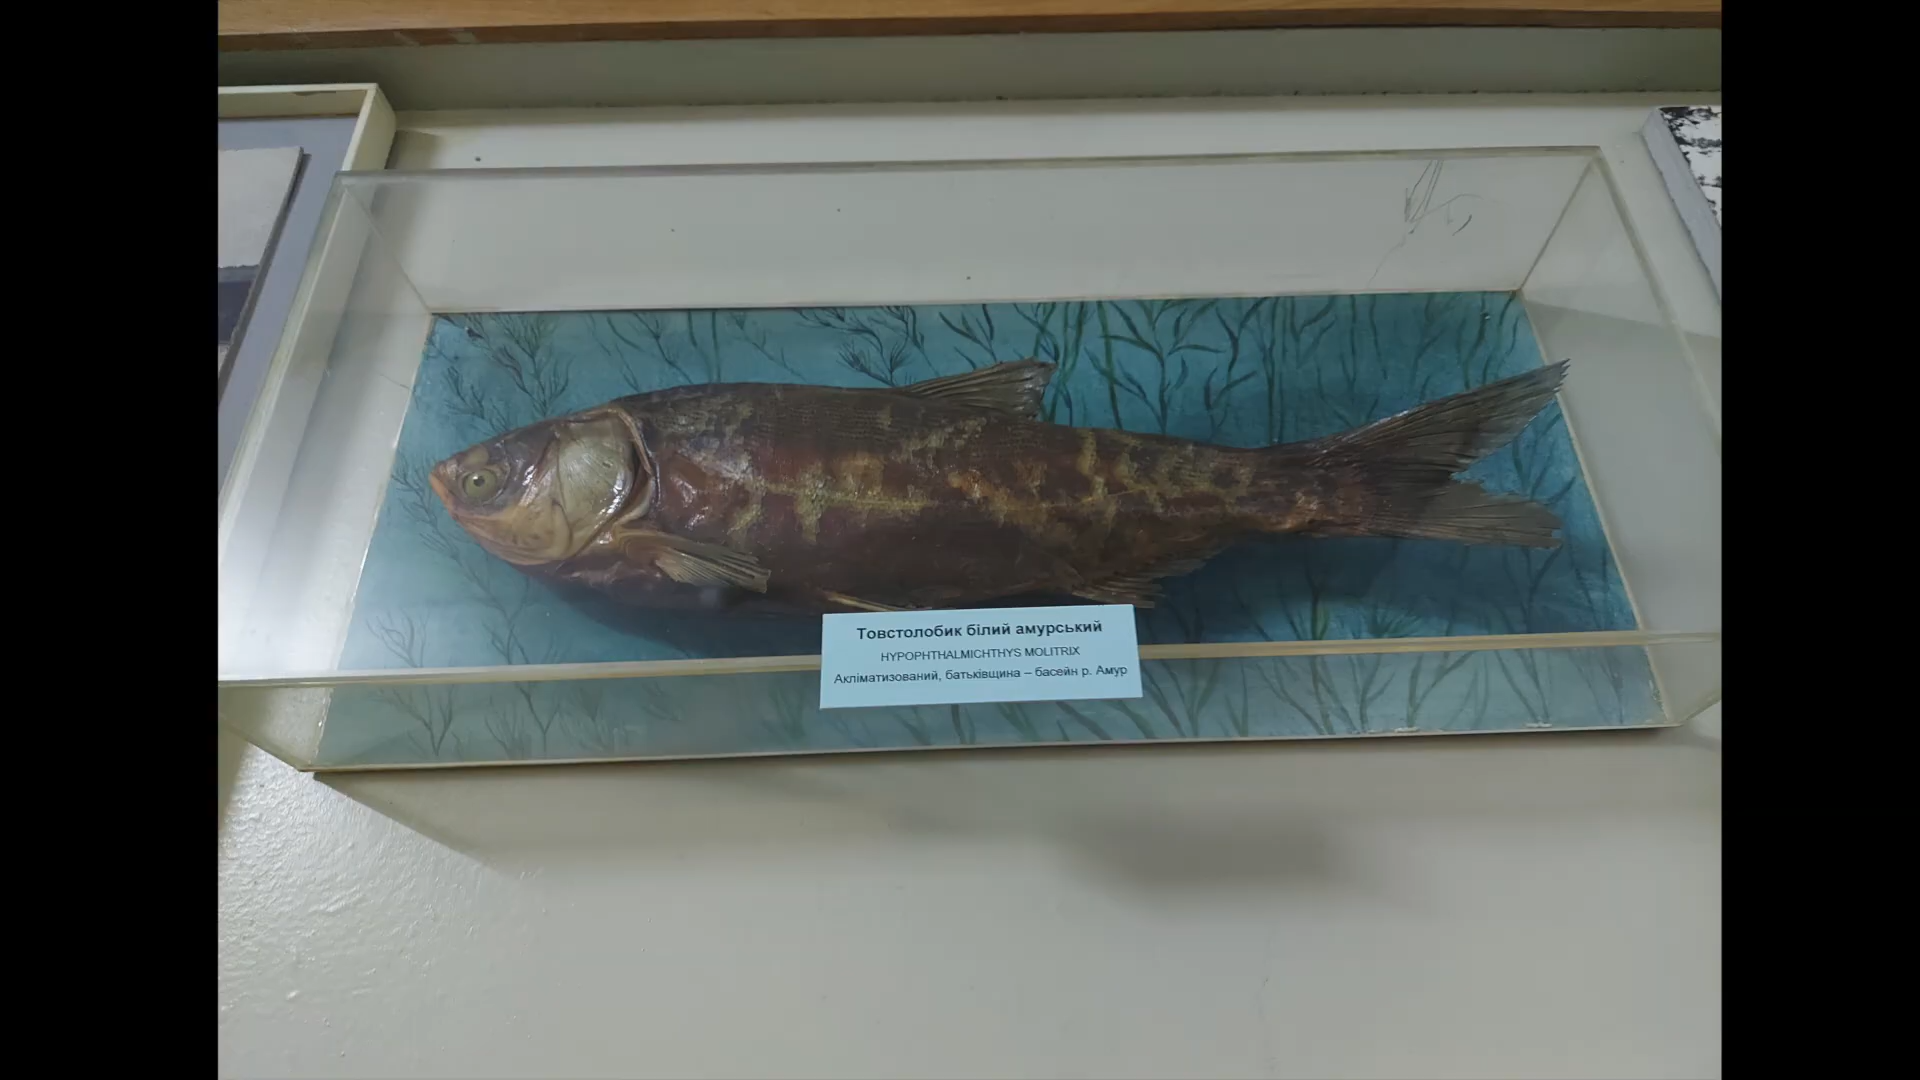 Товстолобик білий амурський
HYPOPHTHALMICHTHYS MOLITRIX
Акліматизований, батьківщина – басейн р. Амур